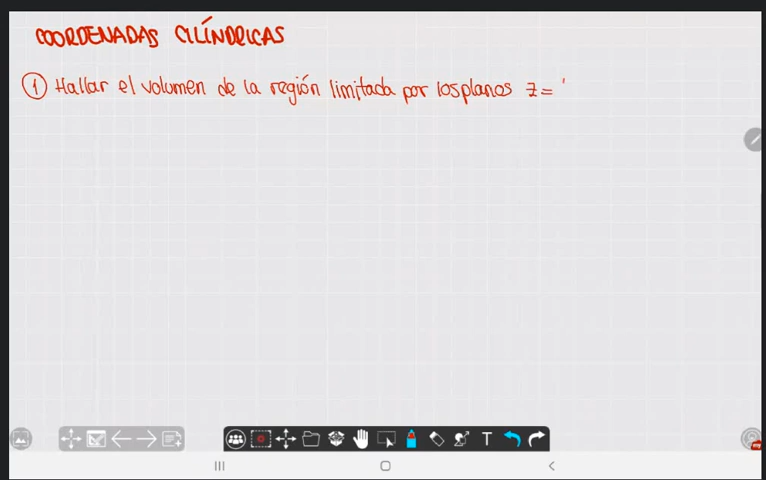 COORDENADAS CILÍNDRICAS
① Hallar el volumen de la región limitada por los planos z = '
T